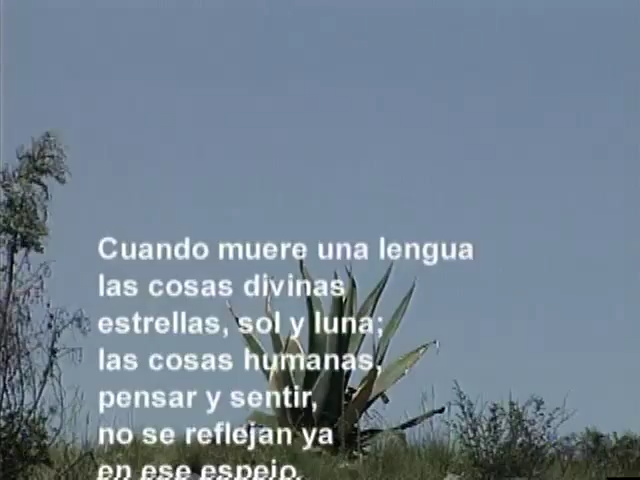 Cuando muere una lengua
las cosas divinas
estrellas, sol y luna;
las cosas humanas,
pensar y sentir,
no se reflejan ya
en ese espejo.